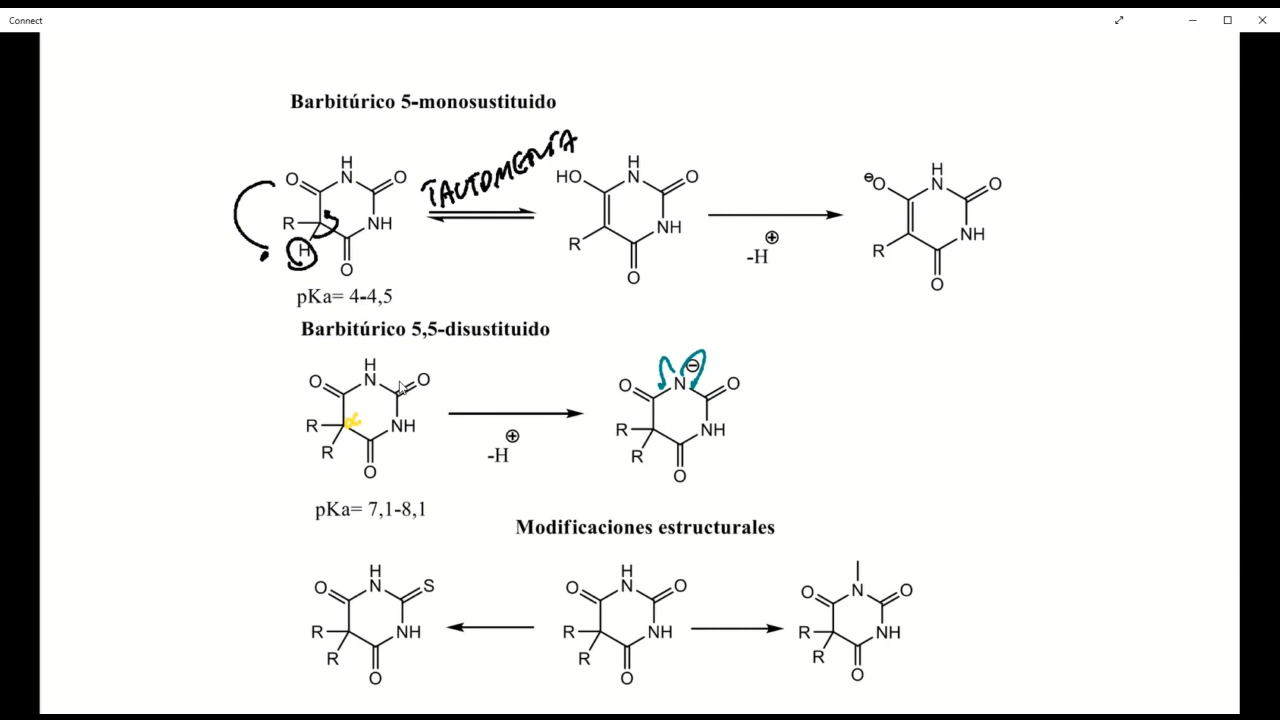 Connect
Barbitúrico 5-monosustituido
TAUTOMERÍA
H
O N O
R NH
H
O
H
HO N O
NH
R
O
-H ⊕
H
⊖O N O
NH
R
O
pKa= 4-4,5
Barbitúrico 5,5-disustituido
H
O N O
R α NH
R
O
-H ⊕
⊖
O N O
R NH
R
O
pKa= 7,1-8,1
Modificaciones estructurales
H
O N S
R NH
R
O
H
O N O
R NH
R
O
O N O
R NH
R
O